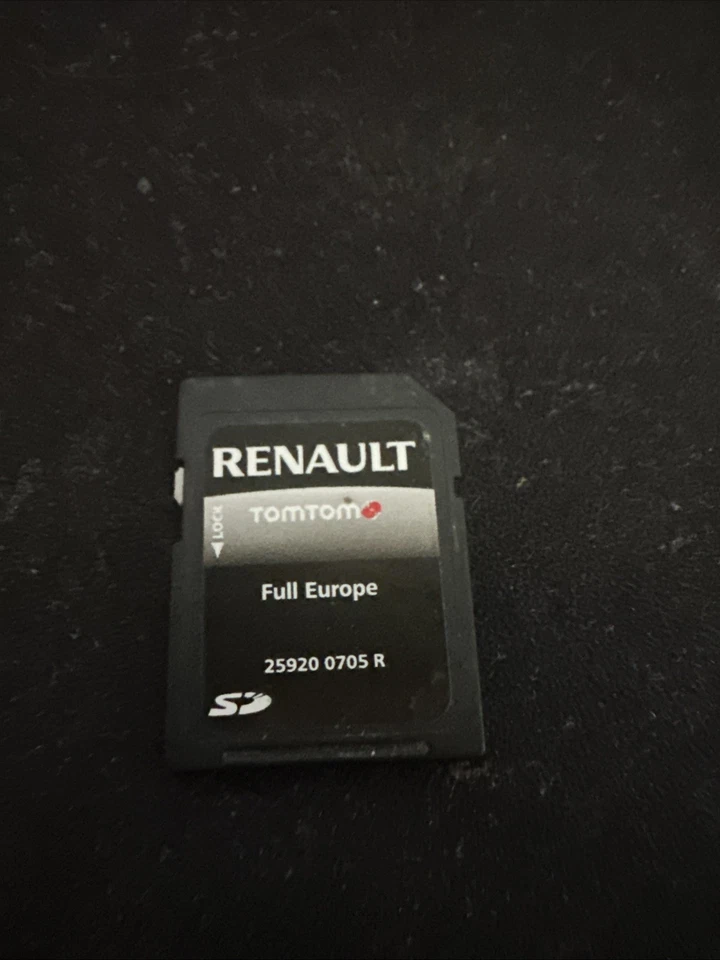 RENAULT
LOCK
TOMTOM
Full Europe
25920 0705 R
SD